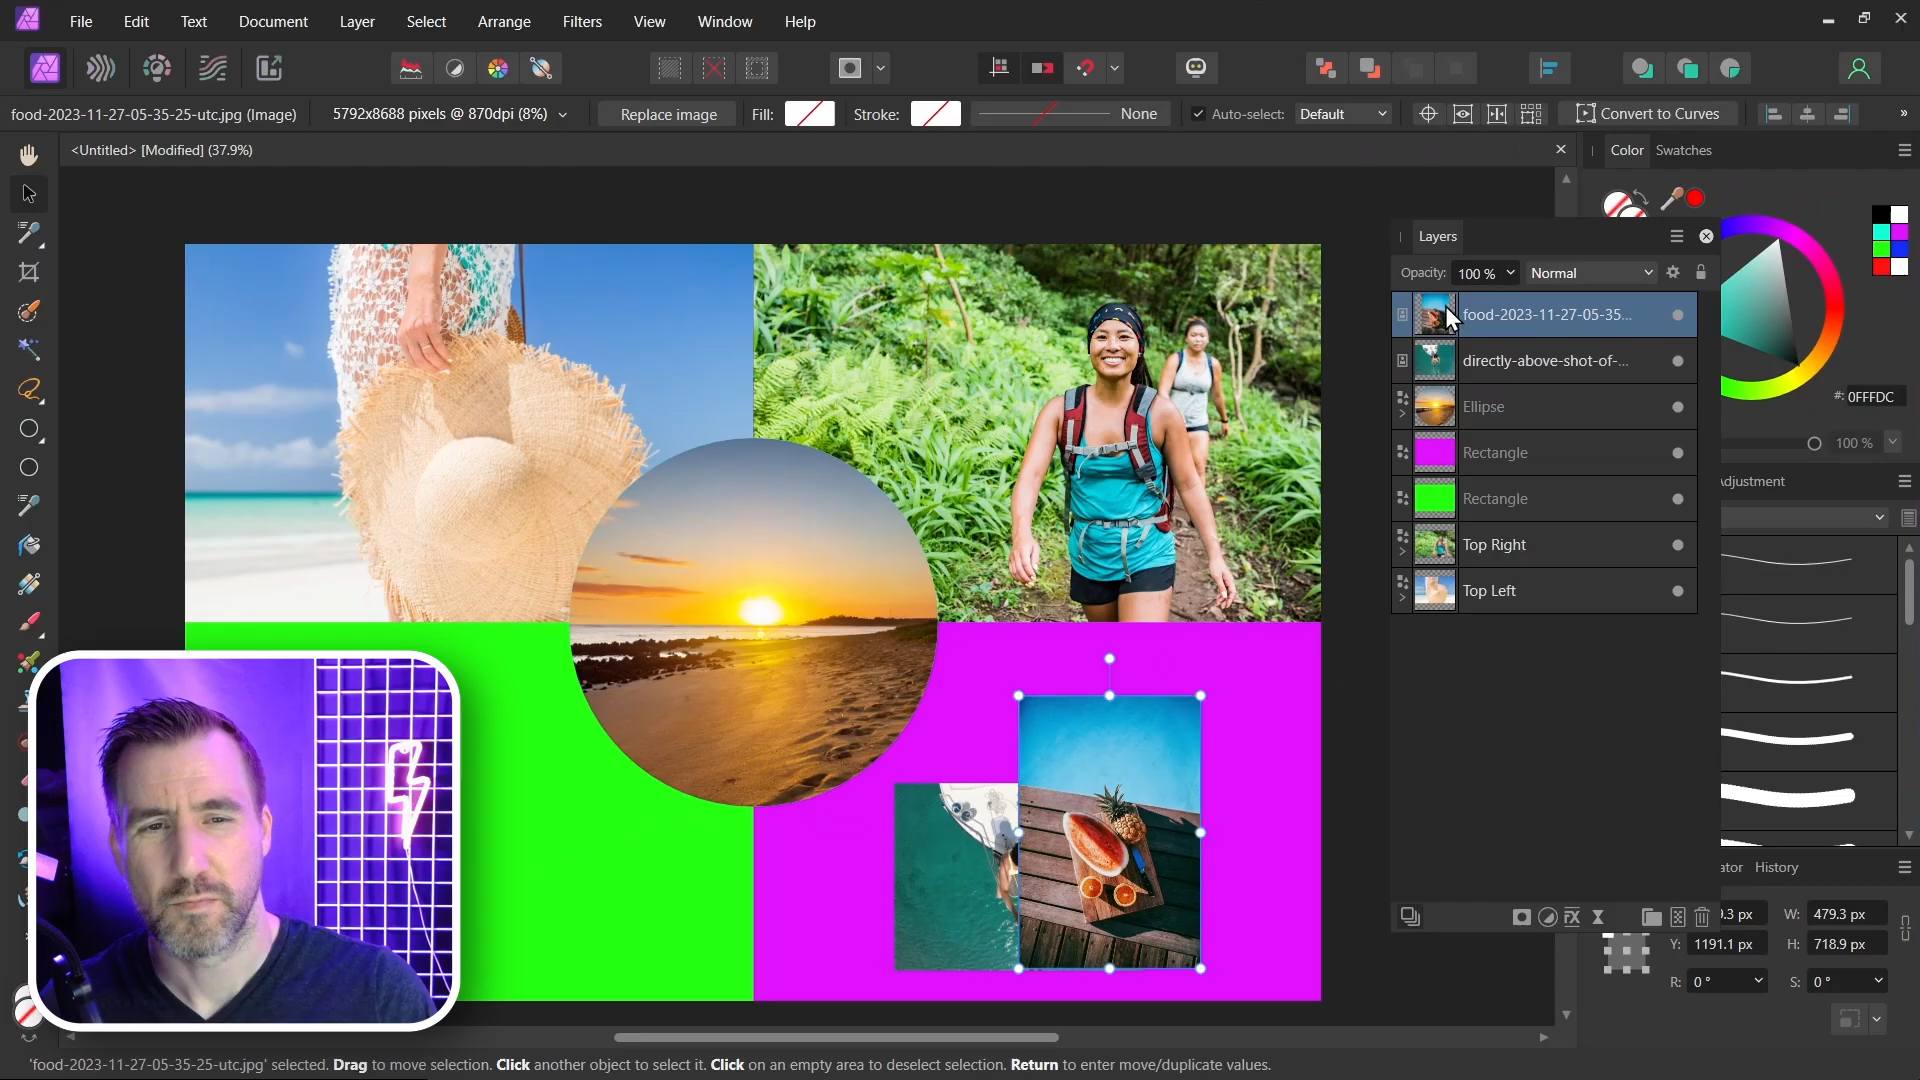 File Edit Text Document Layer Select Arrange Filters View Window Help
food-2023-11-27-05-35-25-utc.jpg (Image) 5792x8688 pixels @ 870dpi (8%) Replace image Fill: Stroke: None Auto-select: Default Convert to Curves »
<Untitled> [Modified] (37.9%)
Color Swatches
Layers
Opacity: 100 % Normal
food-2023-11-27-05-35...
directly-above-shot-of-...
#: 0FFFDC
Ellipse
100 %
Rectangle
djustment
Rectangle
Top Right
Top Left
ator History
).3 px W: 479.3 px
Y: 1191.1 px H: 718.9 px
R: 0 ° S: 0 °
'food-2023-11-27-05-35-25-utc.jpg' selected. Drag to move selection. Click another object to select it. Click on an empty area to deselect selection. Return to enter move/duplicate values.